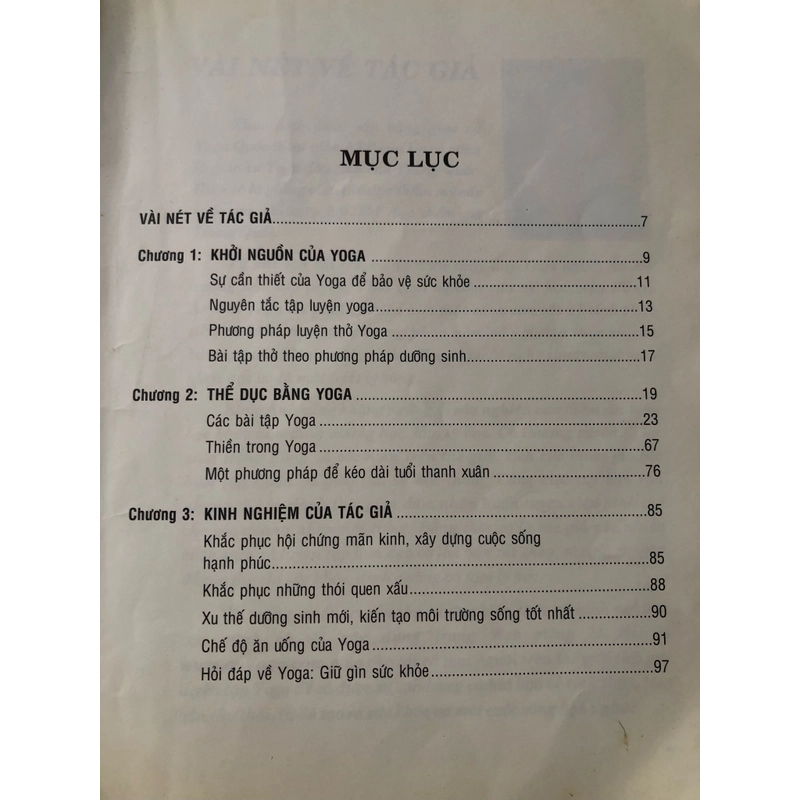 MỤC LỤC
VÀI NÉT VỀ TÁC GIẢ 7
Chương 1: KHỞI NGUỒN CỦA YOGA 9
Sự cần thiết của Yoga để bảo vệ sức khỏe 11
Nguyên tắc tập luyện yoga 13
Phương pháp luyện thở Yoga 15
Bài tập thở theo phương pháp dưỡng sinh 17
Chương 2: THỂ DỤC BẰNG YOGA 19
Các bài tập Yoga 23
Thiền trong Yoga 67
Một phương pháp để kéo dài tuổi thanh xuân 76
Chương 3: KINH NGHIỆM CỦA TÁC GIẢ 85
Khắc phục hội chứng mãn kinh, xây dựng cuộc sống
hạnh phúc 85
Khắc phục những thói quen xấu 88
Xu thế dưỡng sinh mới, kiến tạo môi trường sống tốt nhất 90
Chế độ ăn uống của Yoga 91
Hỏi đáp về Yoga: Giữ gìn sức khỏe 97